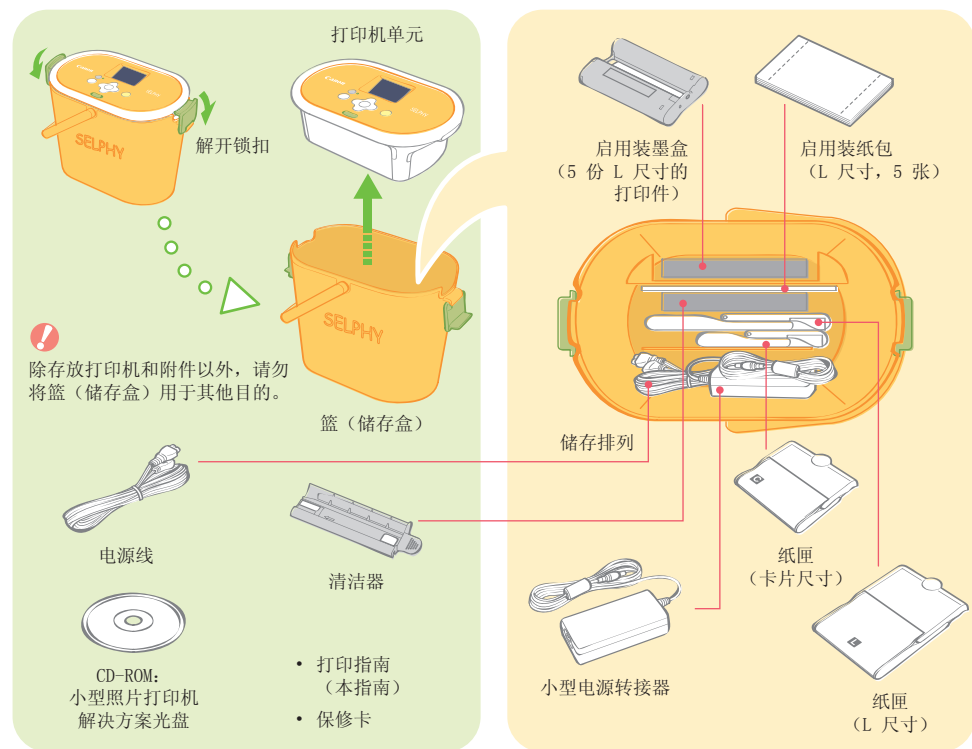 打印机单元
Canon
Canon
SELPHY
解开锁扣
SELPHY
除存放打印机和附件以外，请勿
将篮（储存盒）用于其他目的。
篮（储存盒）
电源线
清洁器
CD-ROM：
小型照片打印机
解决方案光盘
• 打印指南
（本指南）
• 保修卡
启用装墨盒
（5 份 L 尺寸的
打印件）
启用装纸包
（L 尺寸，5 张）
储存排列
纸匣
（卡片尺寸）
小型电源转接器
L
纸匣
（L 尺寸）